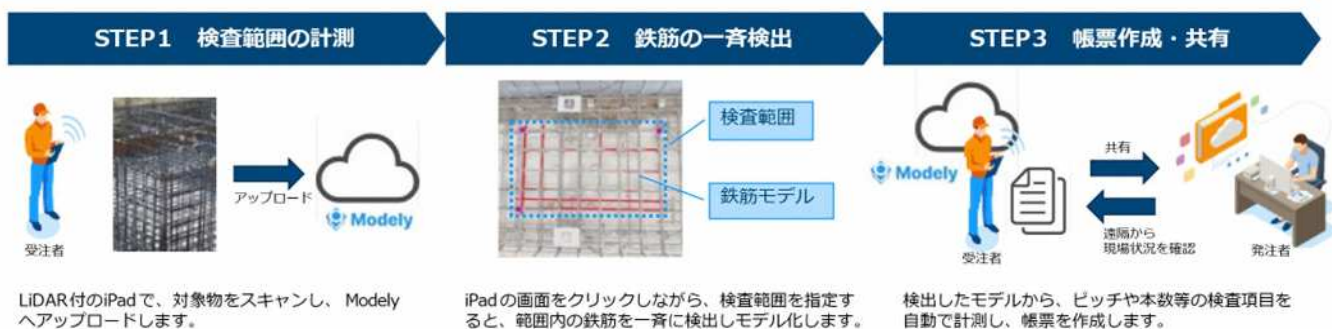 STEP1 検査範囲の計測
STEP2 鉄筋の一斉検出
STEP3 帳票作成・共有
アップロード
Modely
受注者
検査範囲
鉄筋モデル
Modely
共有
遠隔から
現場状況を確認
受注者
発注者
LiDAR付のiPadで、対象物をスキャンし、 Modely
へアップロードします。
iPadの画面をクリックしながら、検査範囲を指定す
ると、範囲内の鉄筋を一斉に検出しモデル化します。
検出したモデルから、ピッチや本数等の検査項目を
自動で計測し、帳票を作成します。